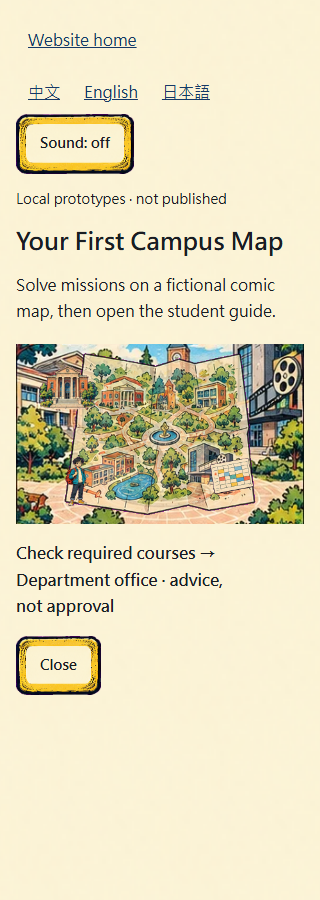 Website home
中文 English 日本語
Sound: off
Local prototypes · not published
Your First Campus Map
Solve missions on a fictional comic
map, then open the student guide.
Check required courses →
Department office · advice,
not approval
Close